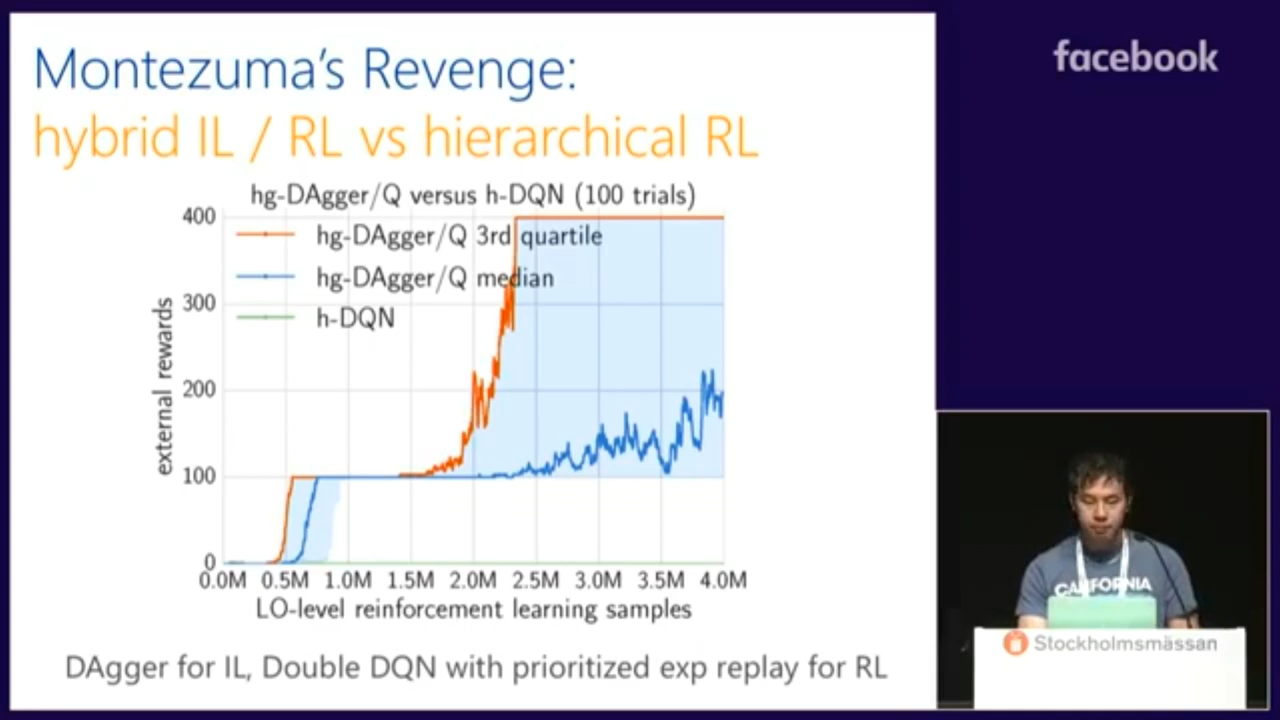 Montezuma's Revenge:
hybrid IL / RL vs hierarchical RL
hg-DAgger/Q versus h-DQN (100 trials)
400
300
200
100
0
external rewards
hg-DAgger/Q 3rd quartile
hg-DAgger/Q median
h-DQN
0.0M 0.5M 1.0M 1.5M 2.0M 2.5M 3.0M 3.5M 4.0M
LO-level reinforcement learning samples
DAgger for IL, Double DQN with prioritized exp replay for RL
facebook
CALIFORNIA
Stockholmsmässan